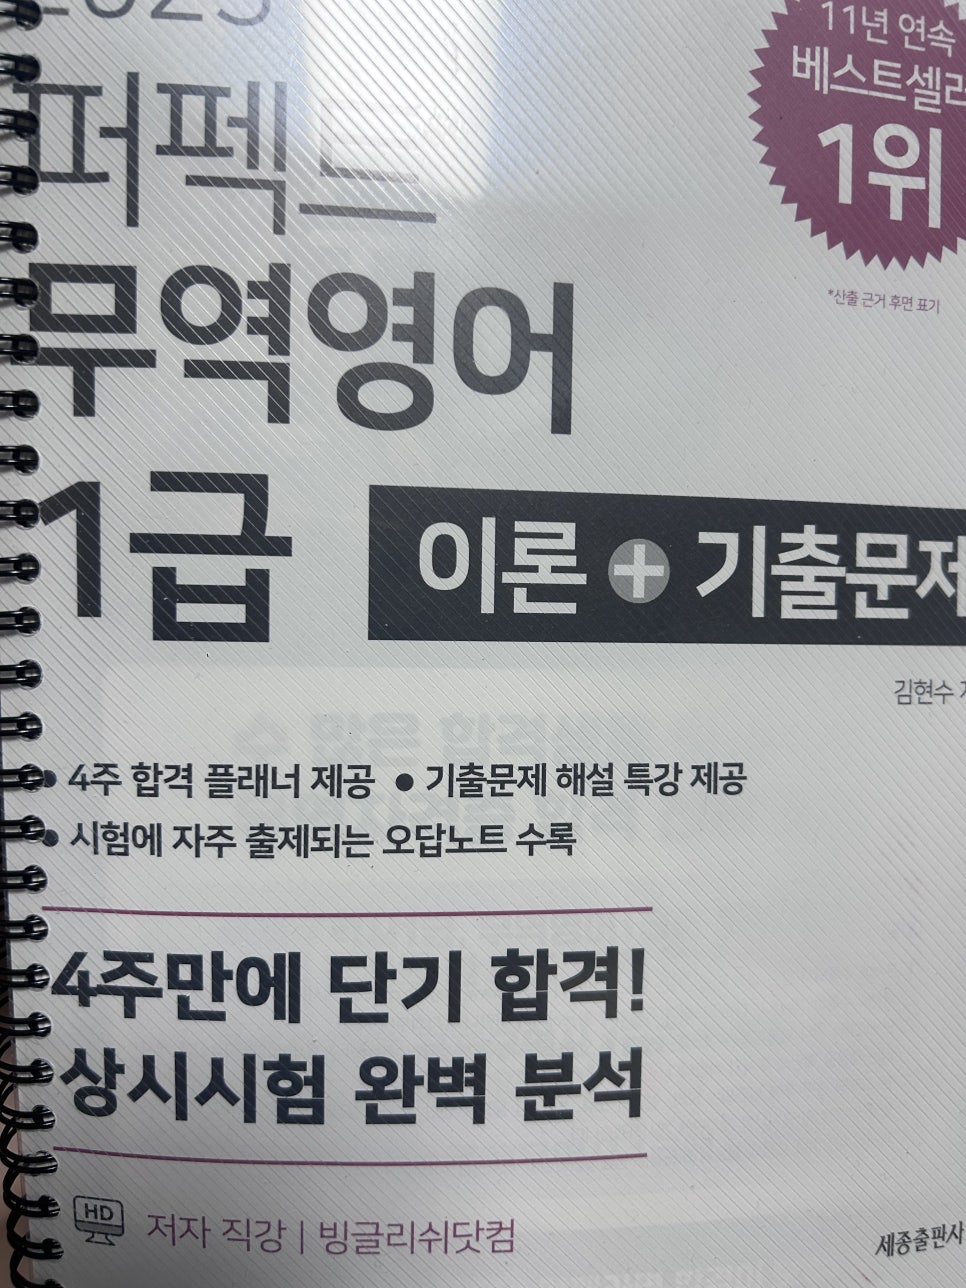 11년 연속
베스트셀러
1위
*산출 근거 후면 표기
퍼펙트
무역영어
1급
이론 + 기출문제
김현수
• 4주 합격 플래너 제공 • 기출문제 해설 특강 제공
• 시험에 자주 출제되는 오답노트 수록
4주만에 단기 합격!
상시시험 완벽 분석
HD
저자 직강 | 빙글리쉬닷컴
세종출판사